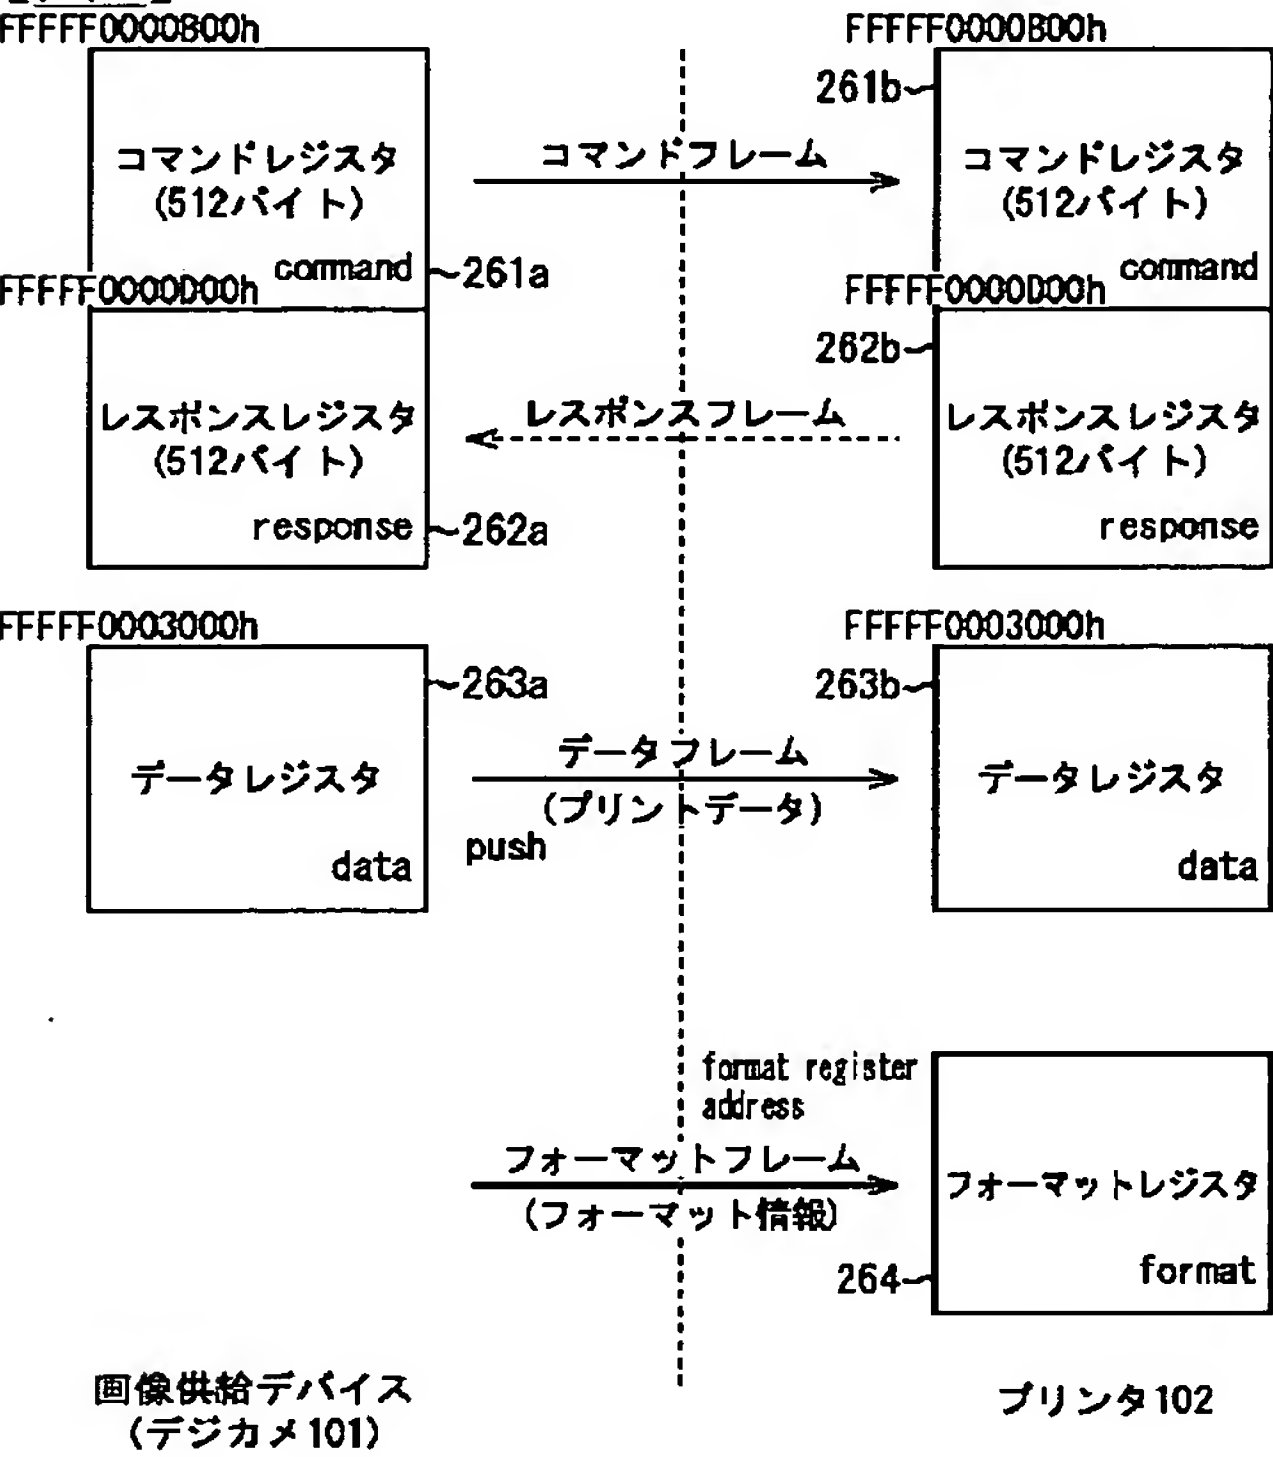 FFFFF0000B00h
FFFFF0000B00h
261b
コマンドレジスタ
(512バイト)
command
261a
コマンドフレーム
コマンドレジスタ
(512バイト)
command
FFFFF0000D00h
FFFFF0000D00h
262b
レスポンスレジスタ
(512バイト)
response
262a
レスポンスフレーム
レスポンスレジスタ
(512バイト)
response
FFFFF0003000h
FFFFF0003000h
263a
263b
データレジスタ
data
データフレーム
(プリントデータ)
push
データレジスタ
data
format register
address
フォーマットフレーム
(フォーマット情報)
フォーマットレジスタ
format
264
画像供給デバイス
(デジカメ101)
プリンタ102